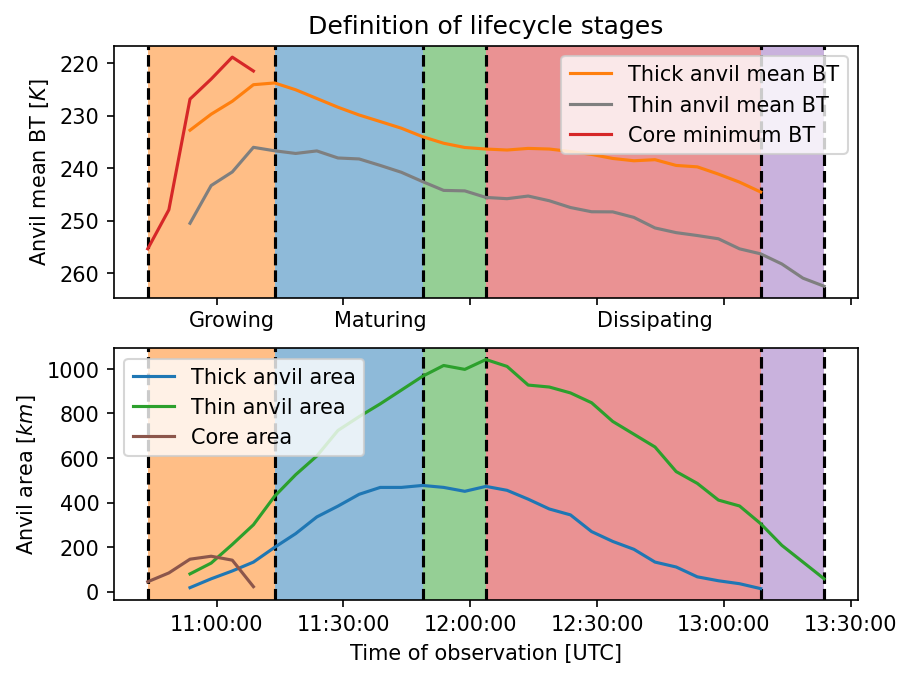 Definition of lifecycle stages
Anvil mean BT [K]
220
230
240
250
260
Thick anvil mean BT
Thin anvil mean BT
Core minimum BT
Growing
Maturing
Dissipating
Anvil area [km]
1000
800
600
400
200
0
Thick anvil area
Thin anvil area
Core area
11:00:00
11:30:00
12:00:00
12:30:00
13:00:00
13:30:00
Time of observation [UTC]